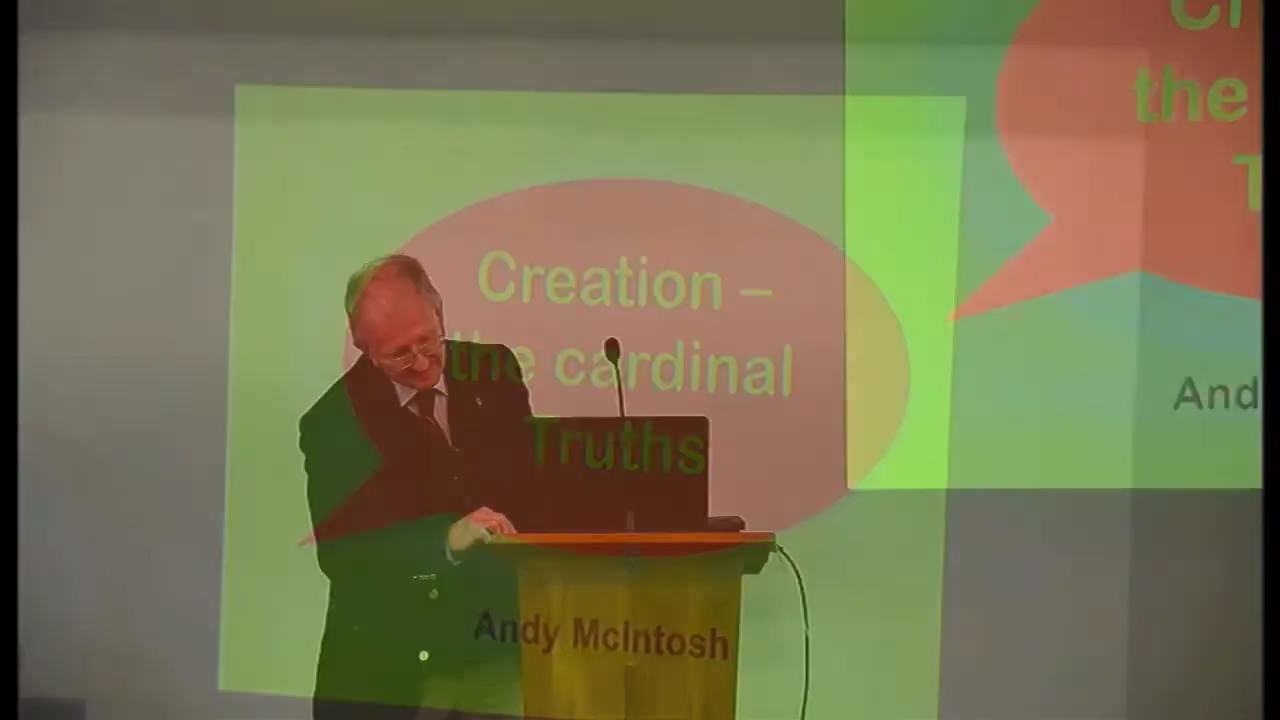 Creation –
the cardinal
Truths
Andy McIntosh
the
And